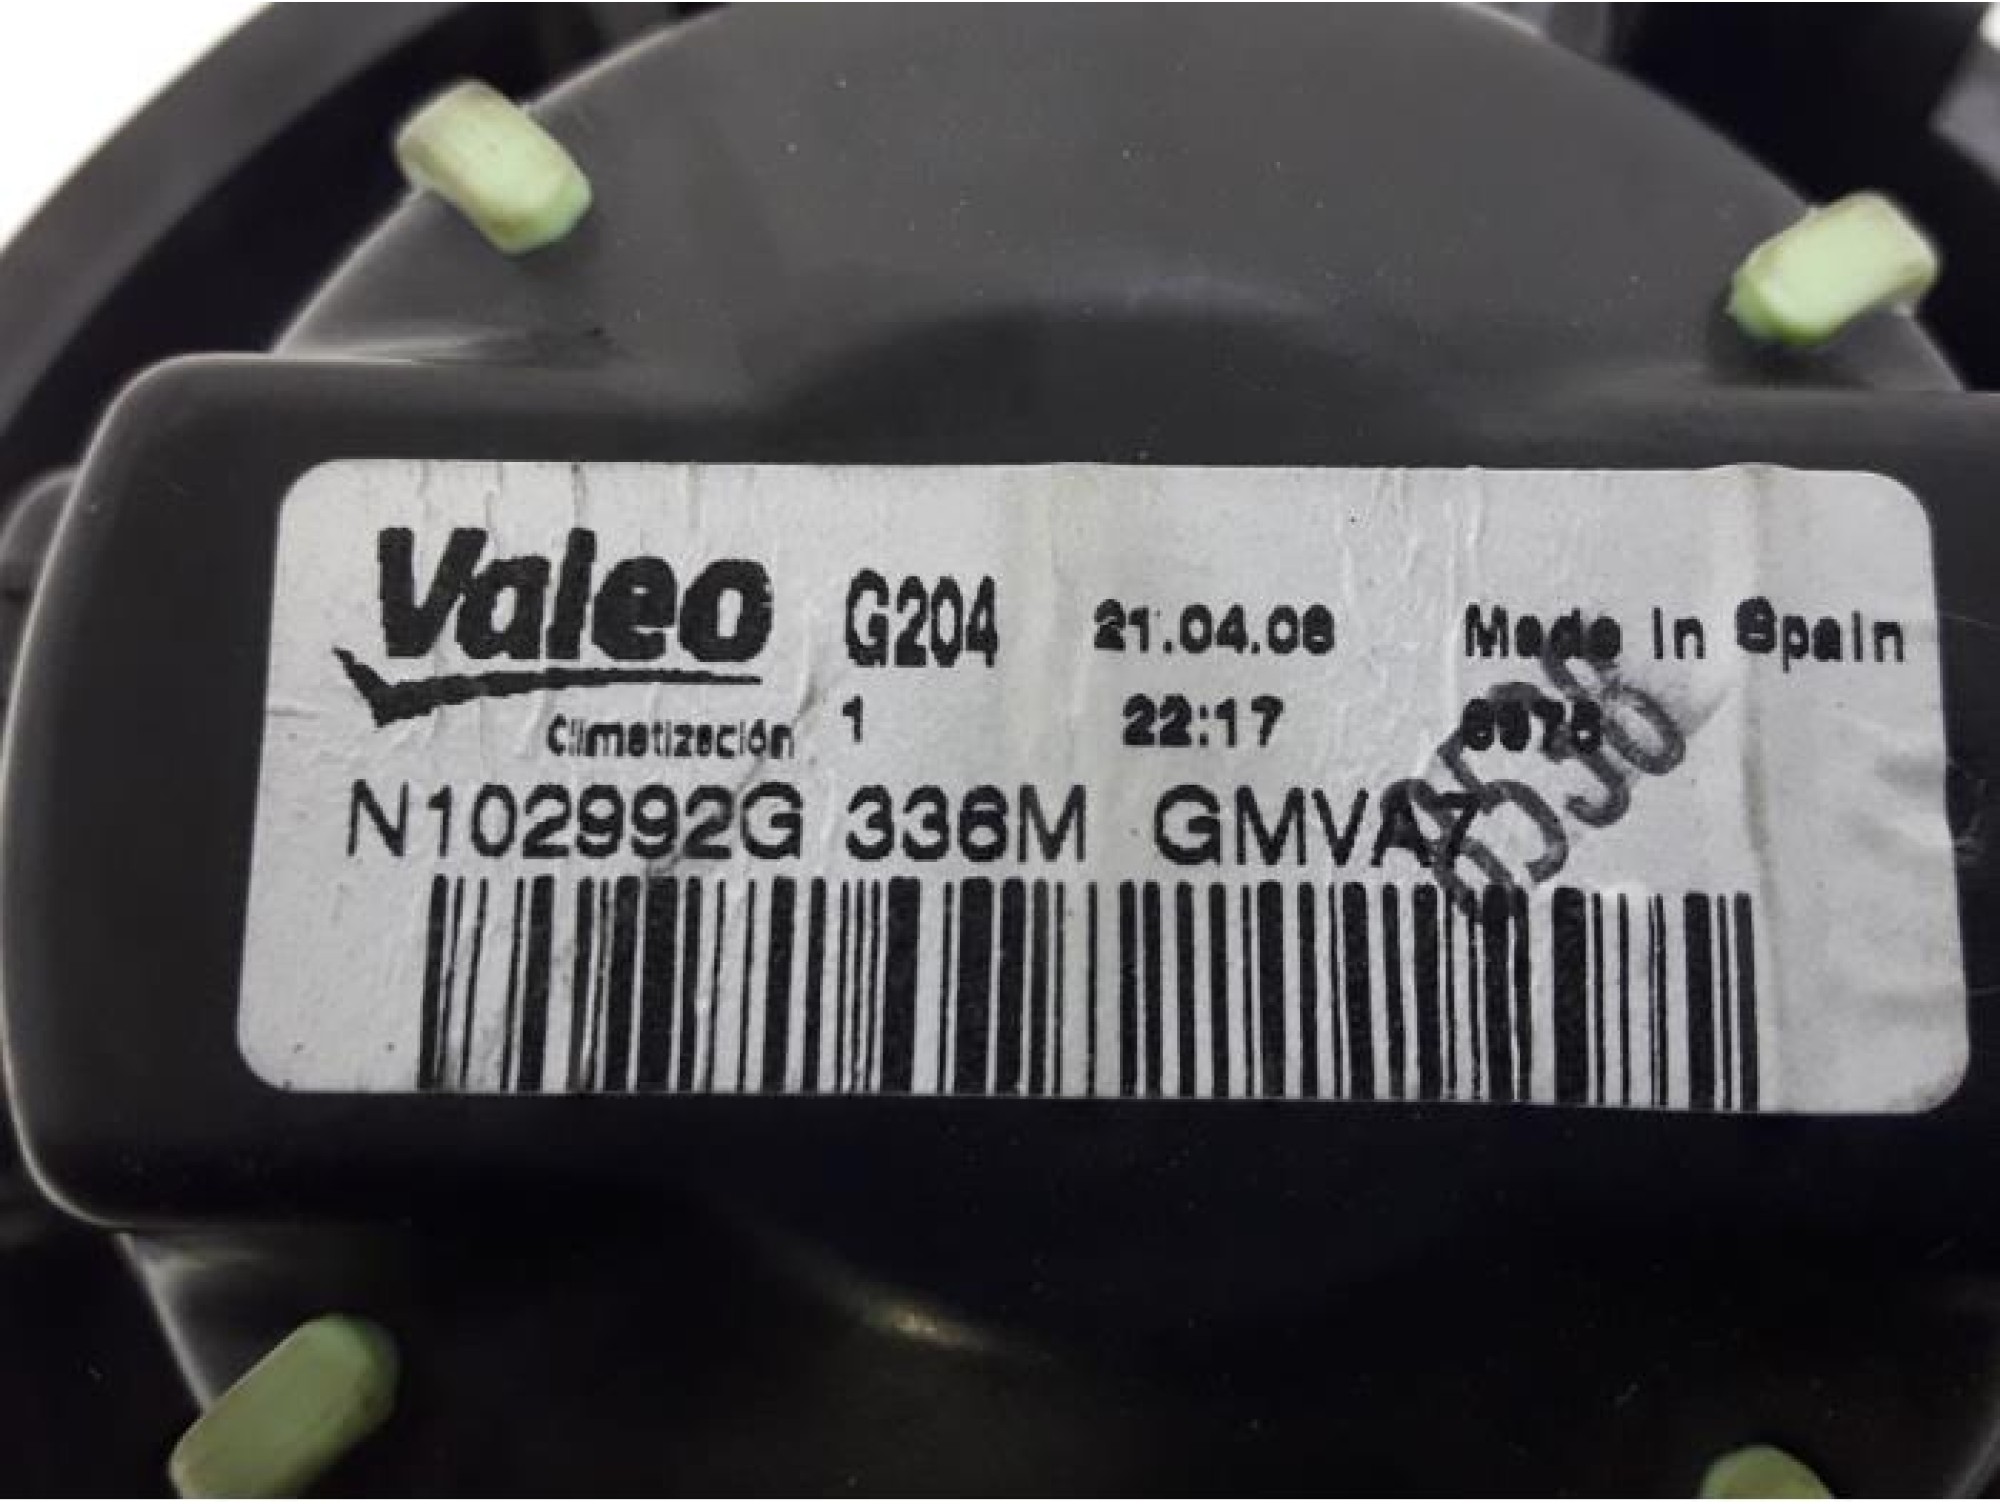 Valeo G204 21.04.08 Made in Spain
Climatización 1 22:17
N102992G 336M GMVA7